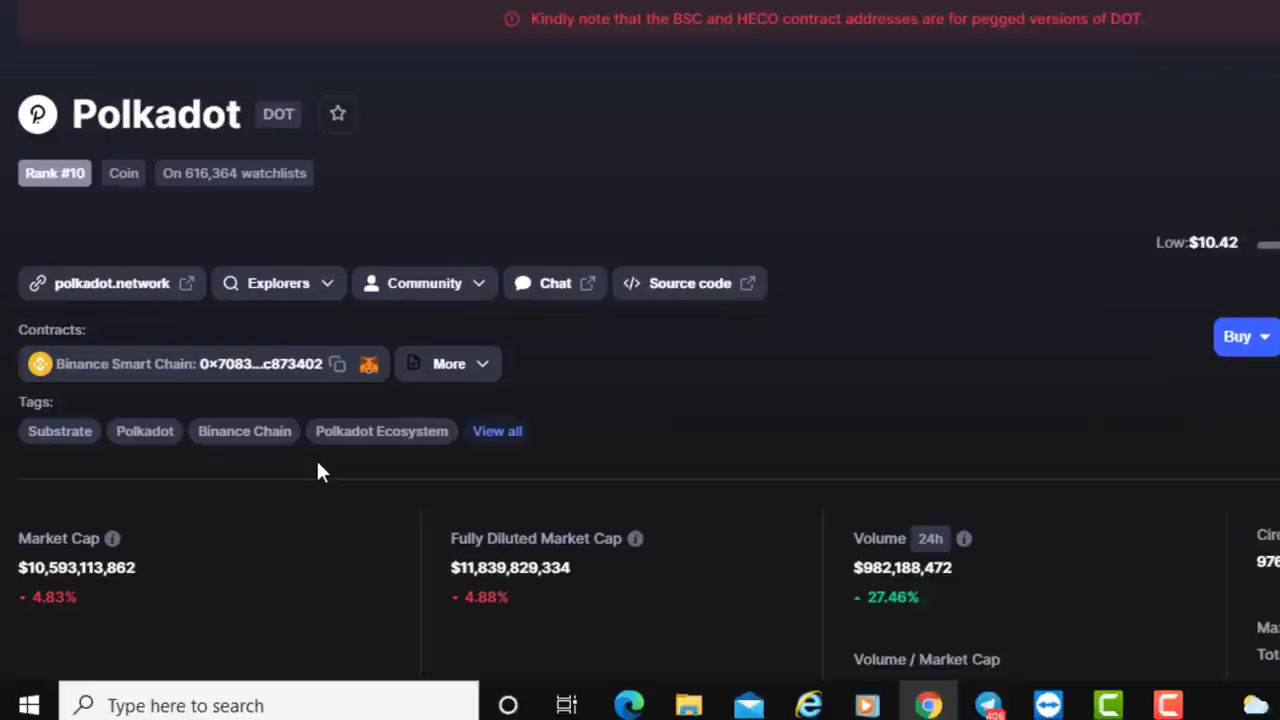 Kindly note that the BSC and HECO contract addresses are for pegged versions of DOT
Polkadot DOT
Rank #10 Coin On 616,364 watchlists
Low:$10.42
polkadot.network Explorers Community Chat Source code
Contracts:
Buy
Binance Smart Chain: 0x7083...c873402 More
Tags:
Substrate Polkadot Binance Chain Polkadot Ecosystem View all
Market Cap Fully Diluted Market Cap Volume 24h Circ
$10,593,113,862 $11,839,829,334 $982,188,472 976
4.83% 4.88% 27.46%
Max
Volume / Market Cap Tot
Type here to search